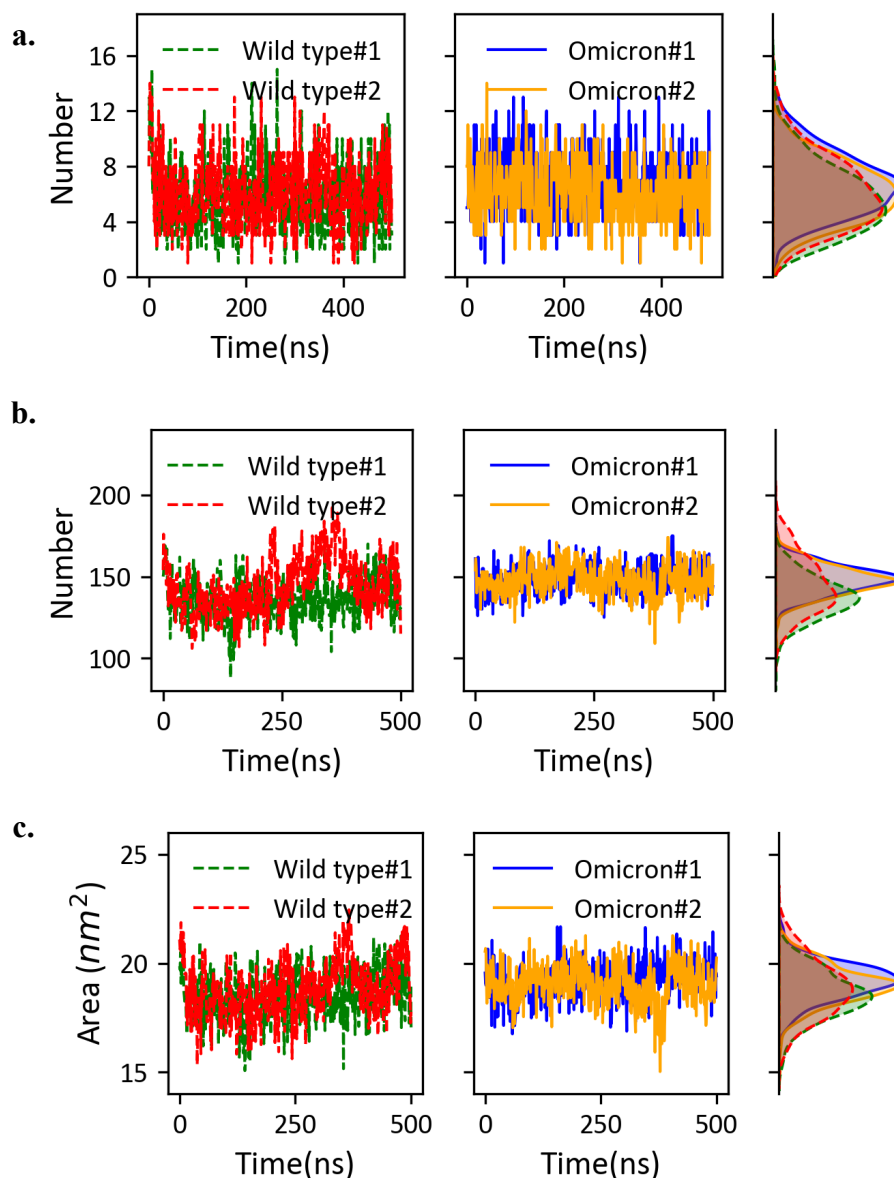 a.
Number
16
12
8
4
0
Wild type#1
Wild type#2
0
200
400
Time(ns)
Omicron#1
Omicron#2
0
200
400
Time(ns)
b.
Number
200
150
100
Wild type#1
Wild type#2
0
250
500
Time(ns)
Omicron#1
Omicron#2
0
250
500
Time(ns)
c.
Area (nm²)
25
20
15
Wild type#1
Wild type#2
0
250
500
Time(ns)
Omicron#1
Omicron#2
0
250
500
Time(ns)